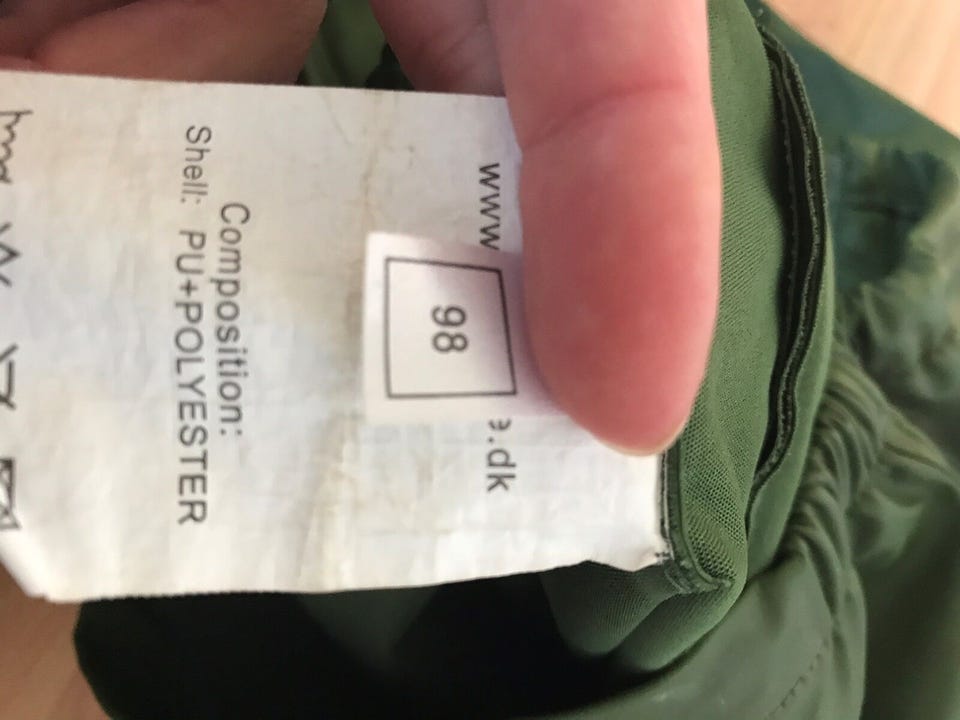 www .dk
98
Composition:
Shell: PU+POLYESTER